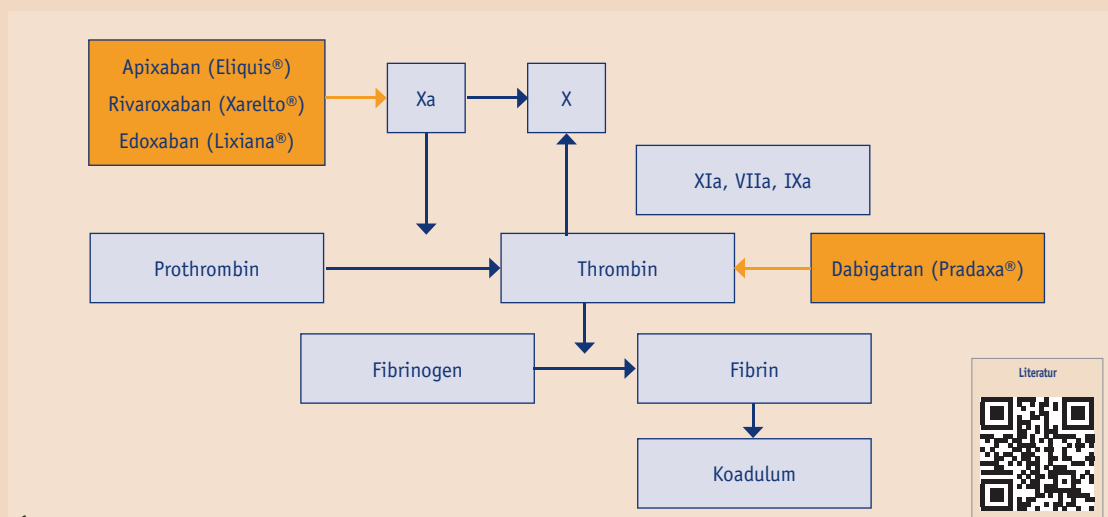 Apixaban (Eliquis®)
Rivaroxaban (Xarelto®)
Edoxaban (Lixiana®)
Xa
X
XIa, VIIa, IXa
Prothrombin
Thrombin
Dabigatran (Pradaxa®)
Fibrinogen
Fibrin
Literatur
Koadulum